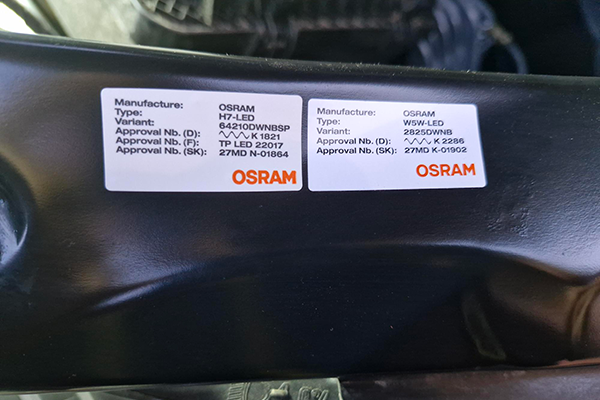 Manufacture: OSRAM
Type: H7-LED
Variant: 64210DWNBSP
Approval Nb. (D): K 1821
Approval Nb. (F): TP LED 22017
Approval Nb. (SK): 27MD N-01864
OSRAM
Manufacture: OSRAM
Type: W5W-LED
Variant: 2825DWNB
Approval Nb. (D): K 2286
Approval Nb. (SK): 27MD K-01902
OSRAM